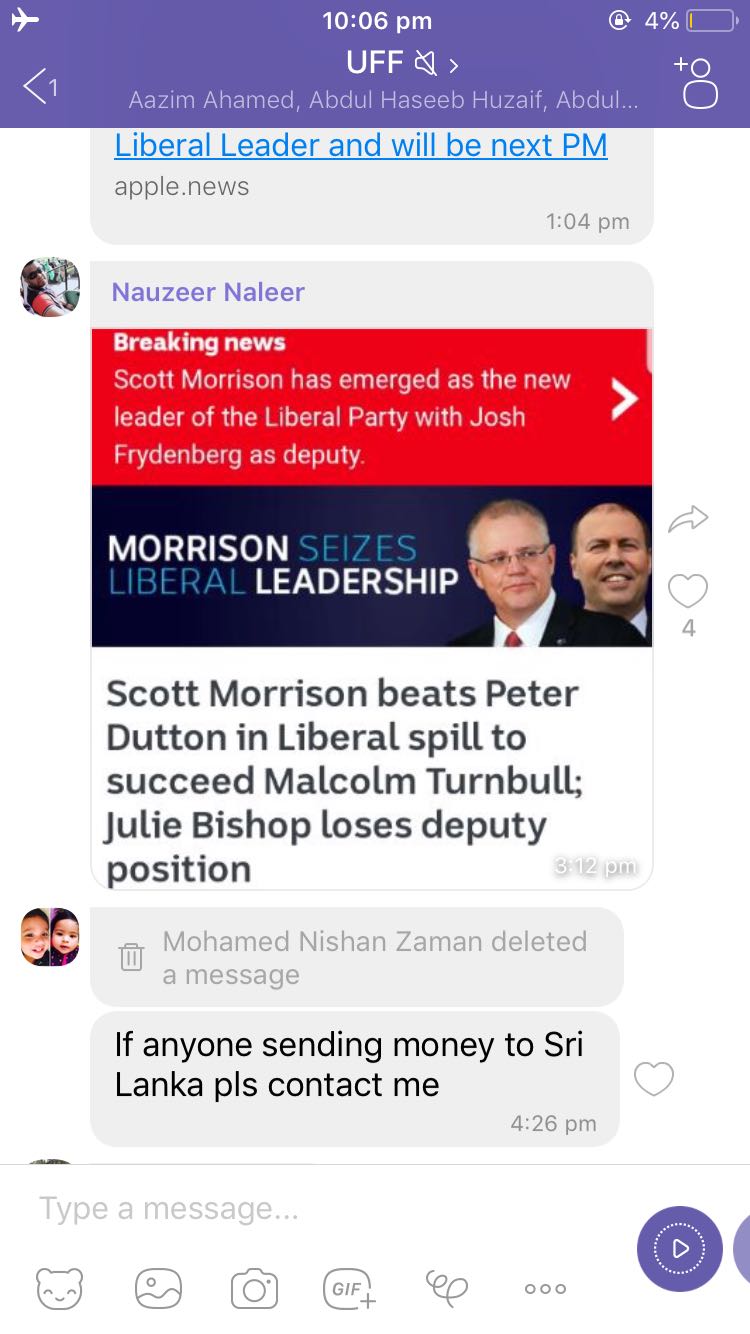 10:06 pm
4%
1
UFF
Aazim Ahamed, Abdul Haseeb Huzaif, Abdul...
Liberal Leader and will be next PM
apple.news
1:04 pm
Nauzeer Naleer
Breaking news
Scott Morrison has emerged as the new
leader of the Liberal Party with Josh
Frydenberg as deputy.
MORRISON SEIZES
LIBERAL LEADERSHIP
4
Scott Morrison beats Peter
Dutton in Liberal spill to
succeed Malcolm Turnbull;
Julie Bishop loses deputy
position
3:12 pm
Mohamed Nishan Zaman deleted
a message
If anyone sending money to Sri
Lanka pls contact me
4:26 pm
Type a message...
GIF